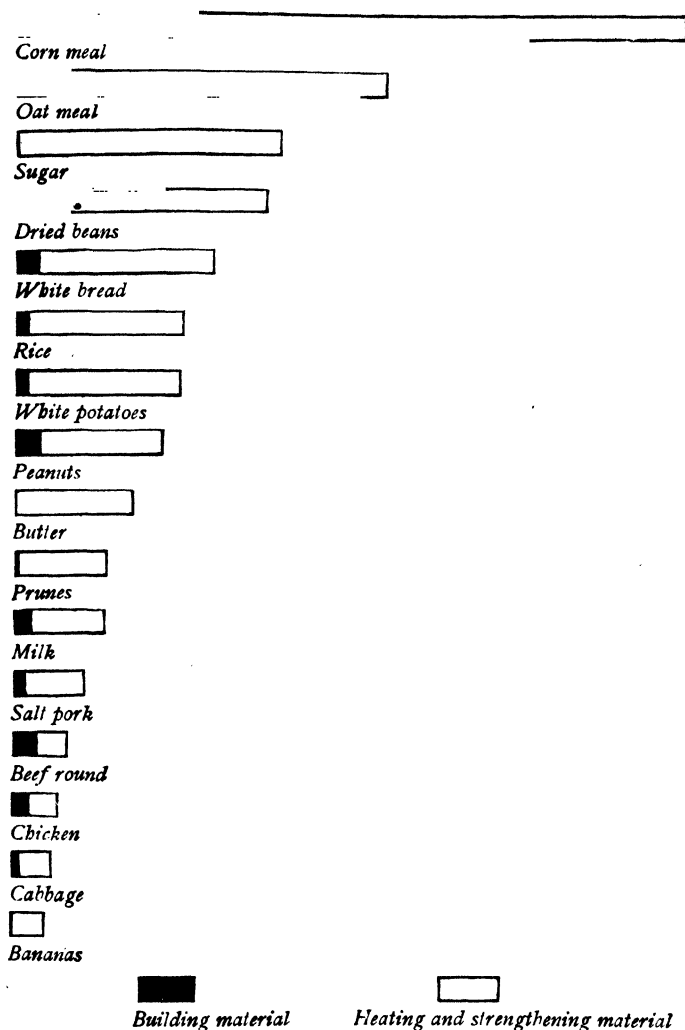 Corn meal
Oat meal
Sugar
Dried beans
White bread
Rice
White potatoes
Peanuts
Butter
Prunes
Milk
Salt pork
Beef round
Chicken
Cabbage
Bananas
Building material Heating and strengthening material